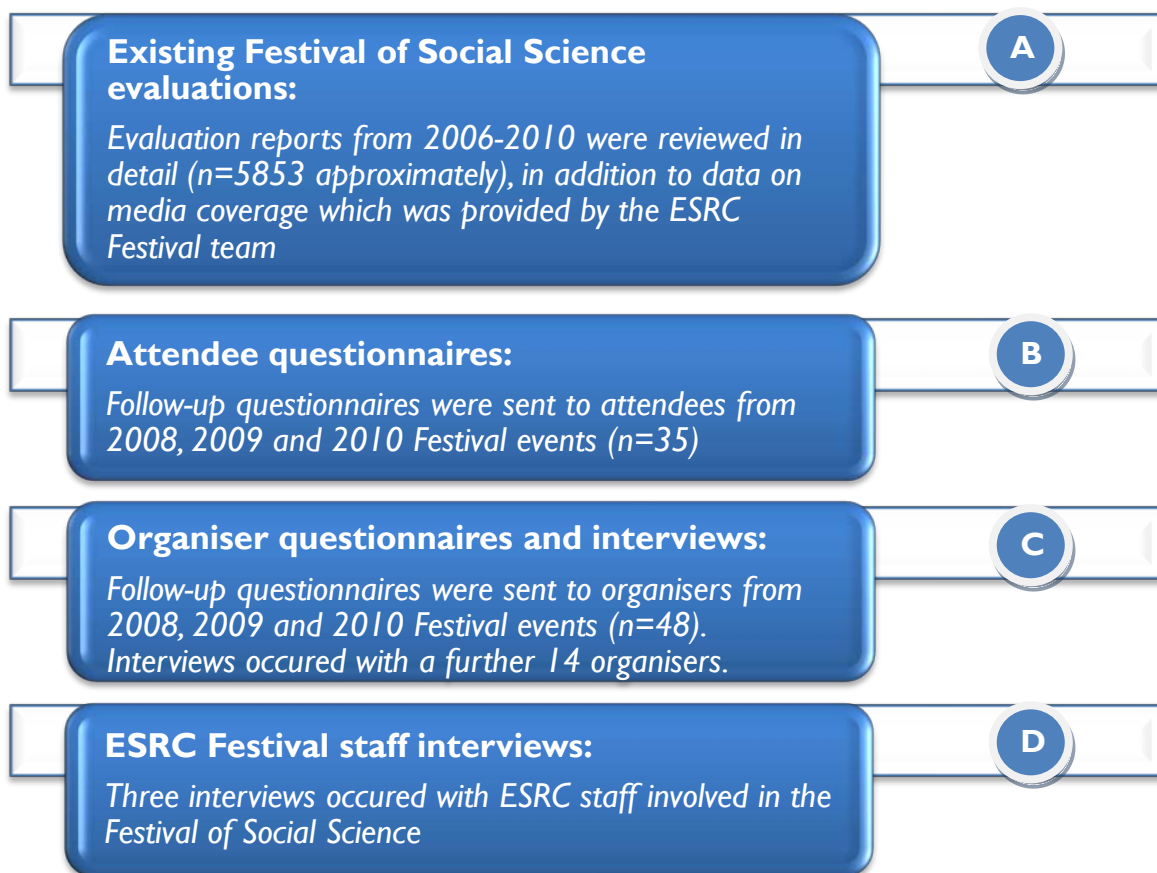 Existing Festival of Social Science
evaluations:
A
Evaluation reports from 2006-2010 were reviewed in
detail (n=5853 approximately), in addition to data on
media coverage which was provided by the ESRC
Festival team
Attendee questionnaires:
B
Follow-up questionnaires were sent to attendees from
2008, 2009 and 2010 Festival events (n=35)
Organiser questionnaires and interviews:
C
Follow-up questionnaires were sent to organisers from
2008, 2009 and 2010 Festival events (n=48).
Interviews occured with a further 14 organisers.
ESRC Festival staff interviews:
D
Three interviews occured with ESRC staff involved in the
Festival of Social Science